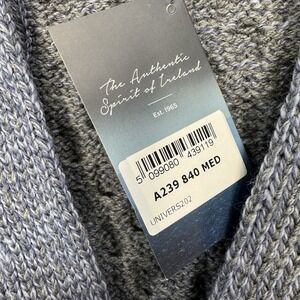 The Authentic
Spirit of Ireland
Est. 1965
5 099080 439119
A239 840 MED
UNIVERS202